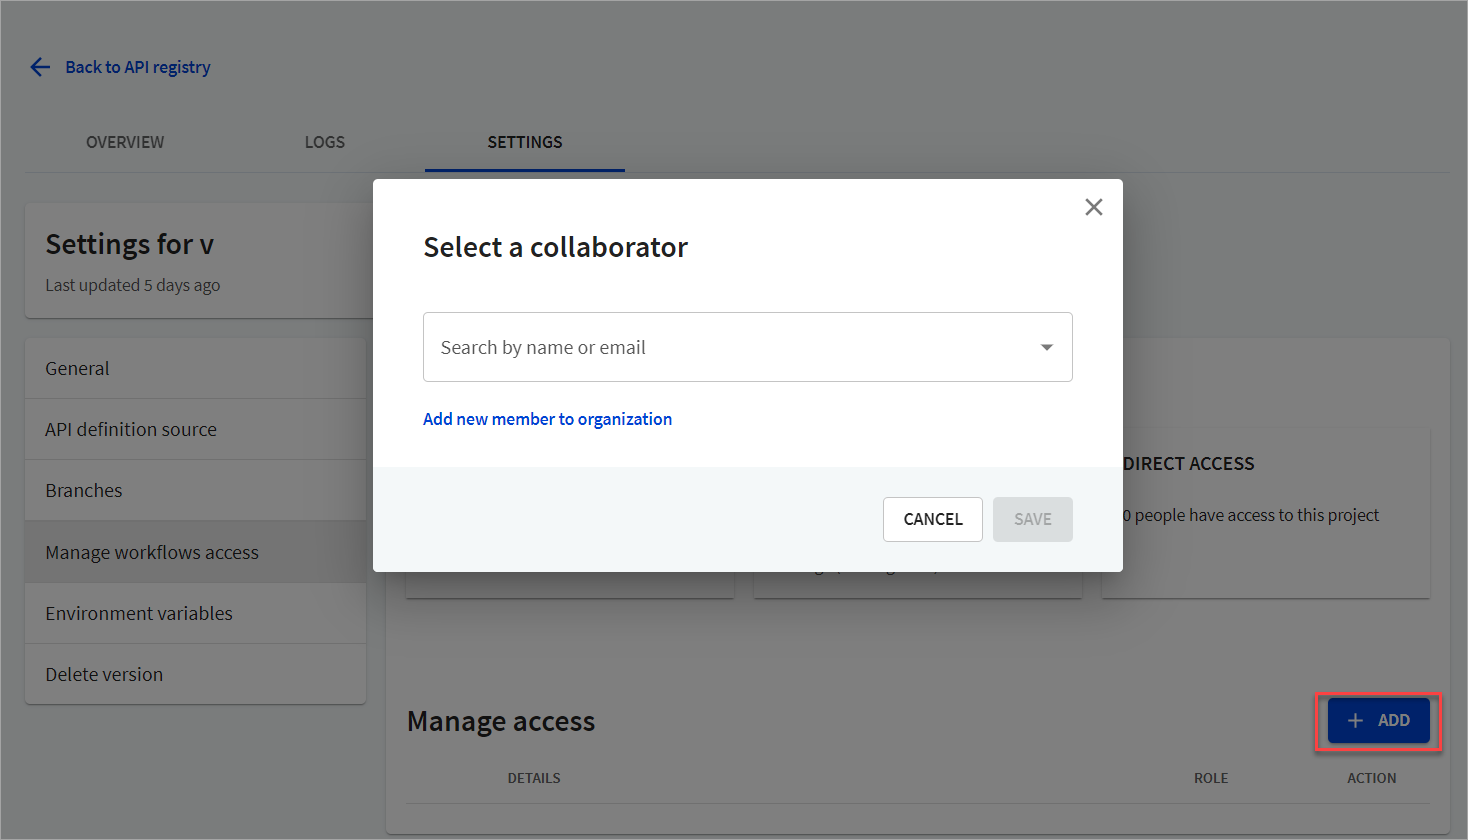 Back to API registry
OVERVIEW
LOGS
SETTINGS
Settings for v
Last updated 5 days ago
General
API definition source
Branches
Manage workflows access
Environment variables
Delete version
Select a collaborator
Search by name or email
Add new member to organization
CANCEL
SAVE
DIRECT ACCESS
0 people have access to this project
Manage access
ADD
DETAILS
ROLE
ACTION